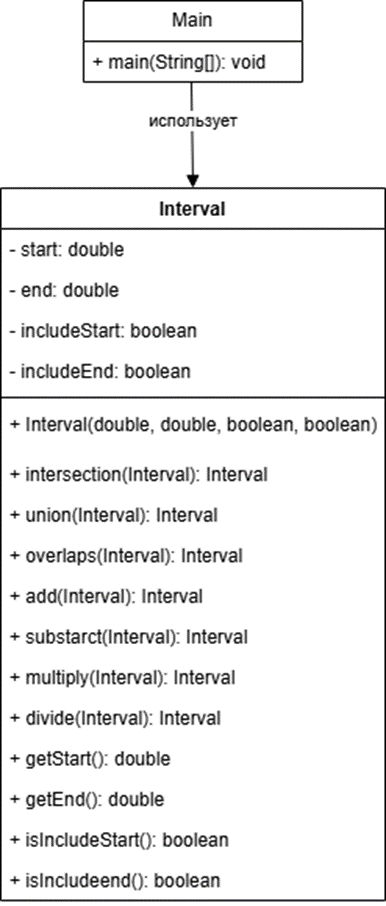 Main
+ main(String[]): void
использует
Interval
- start: double
- end: double
- includeStart: boolean
- includeEnd: boolean
+ Interval(double, double, boolean, boolean)
+ intersection(Interval): Interval
+ union(Interval): Interval
+ overlaps(Interval): Interval
+ add(Interval): Interval
+ substarct(Interval): Interval
+ multiply(Interval): Interval
+ divide(Interval): Interval
+ getStart(): double
+ getEnd(): double
+ isIncludeStart(): boolean
+ isIncludeend(): boolean